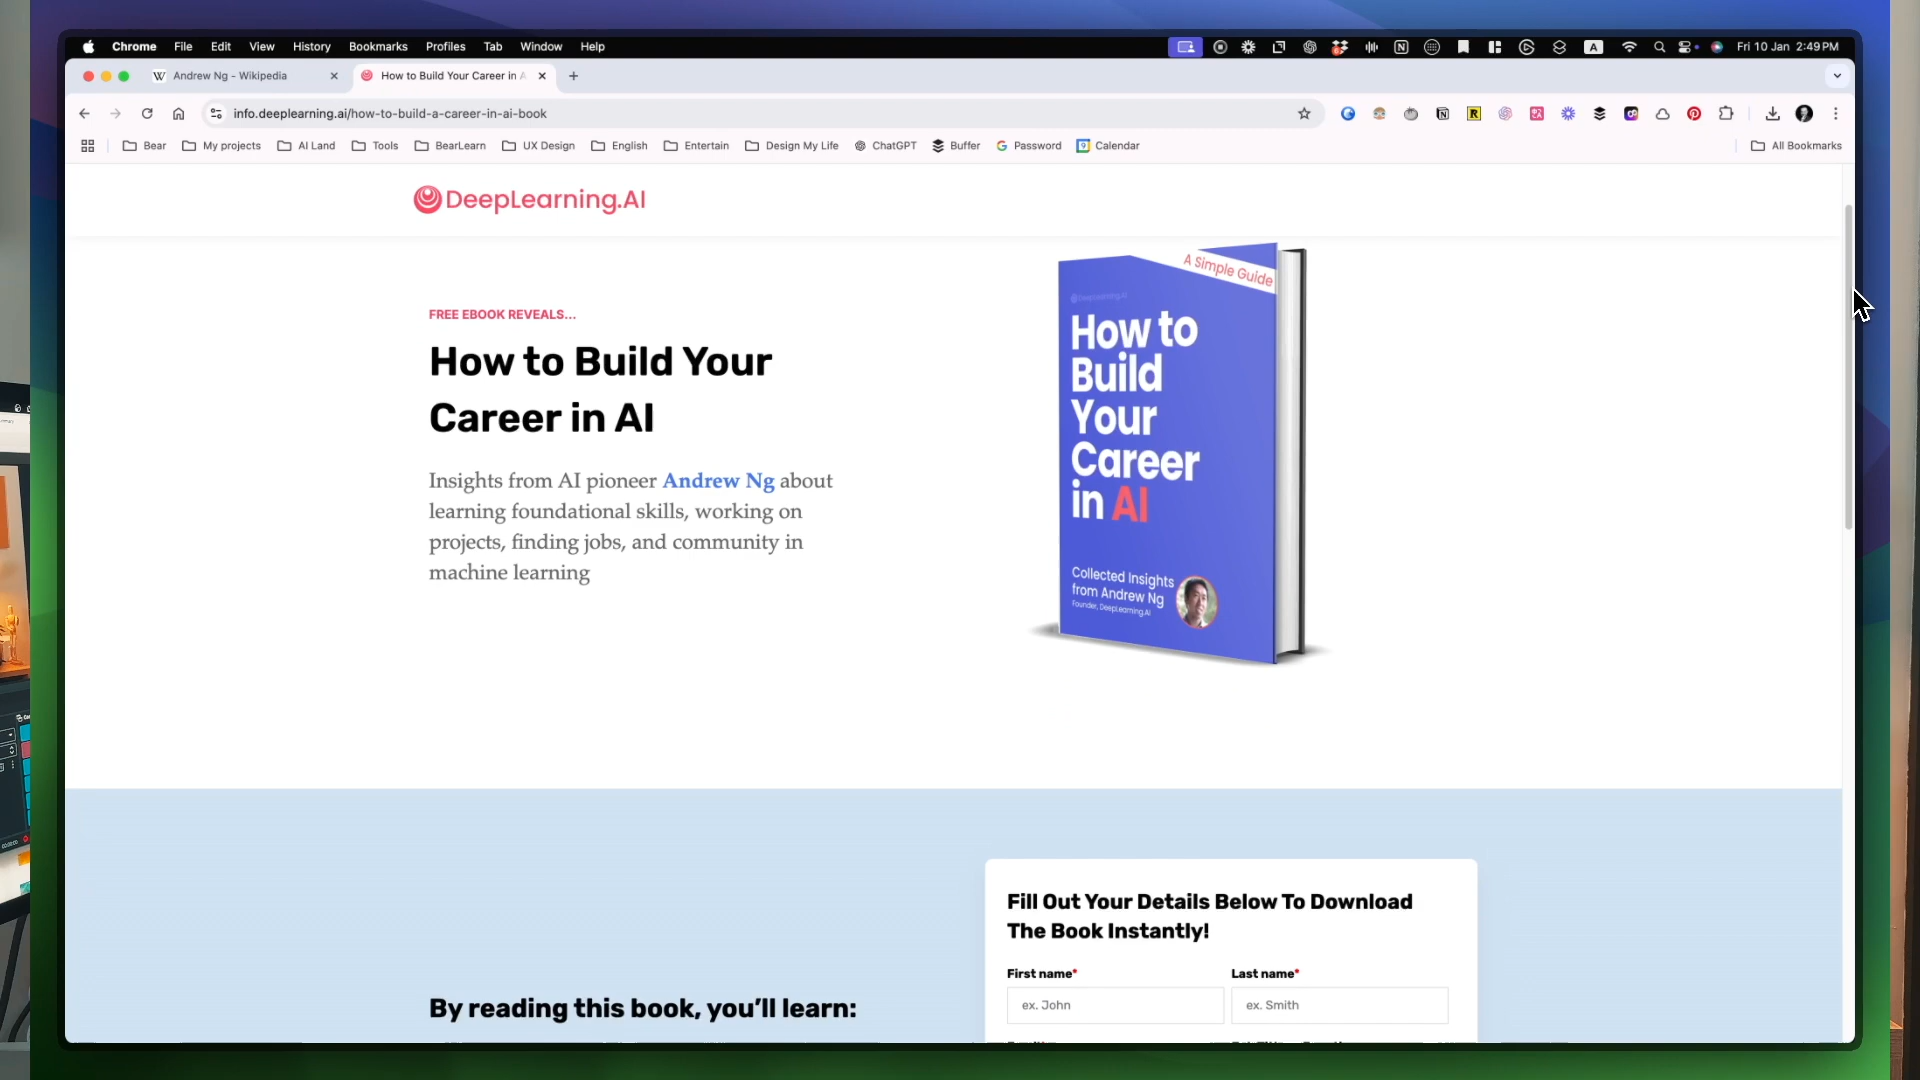 Chrome File Edit View History Bookmarks Profiles Tab Window Help
Fri 10 Jan 2:49 PM
Andrew Ng - Wikipedia
How to Build Your Career in A
info.deeplearning.ai/how-to-build-a-career-in-ai-book
Bear My projects AI Land Tools BearLearn UX Design English Entertain Design My Life ChatGPT Buffer Password Calendar All Bookmarks
DeepLearning.AI
FREE EBOOK REVEALS...
How to Build Your
Career in AI
Insights from AI pioneer Andrew Ng about
learning foundational skills, working on
projects, finding jobs, and community in
machine learning
A Simple Guide
DeepLearning.AI
How to
Build
Your
Career
in AI
Collected Insights
from Andrew Ng
Founder, DeepLearning.AI
By reading this book, you'll learn:
Fill Out Your Details Below To Download
The Book Instantly!
First name* Last name*
ex. John ex. Smith